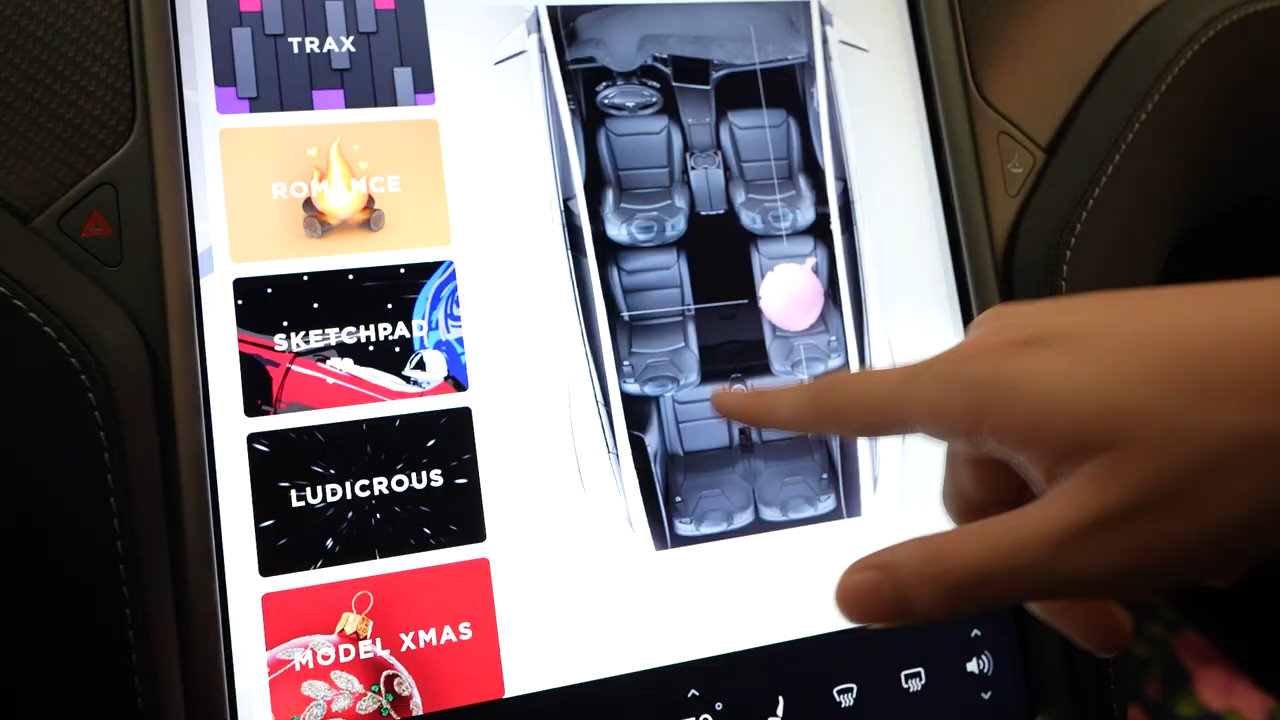 TRAX
ROMANCE
SKETCHPAD
LUDICROUS
MODEL XMAS